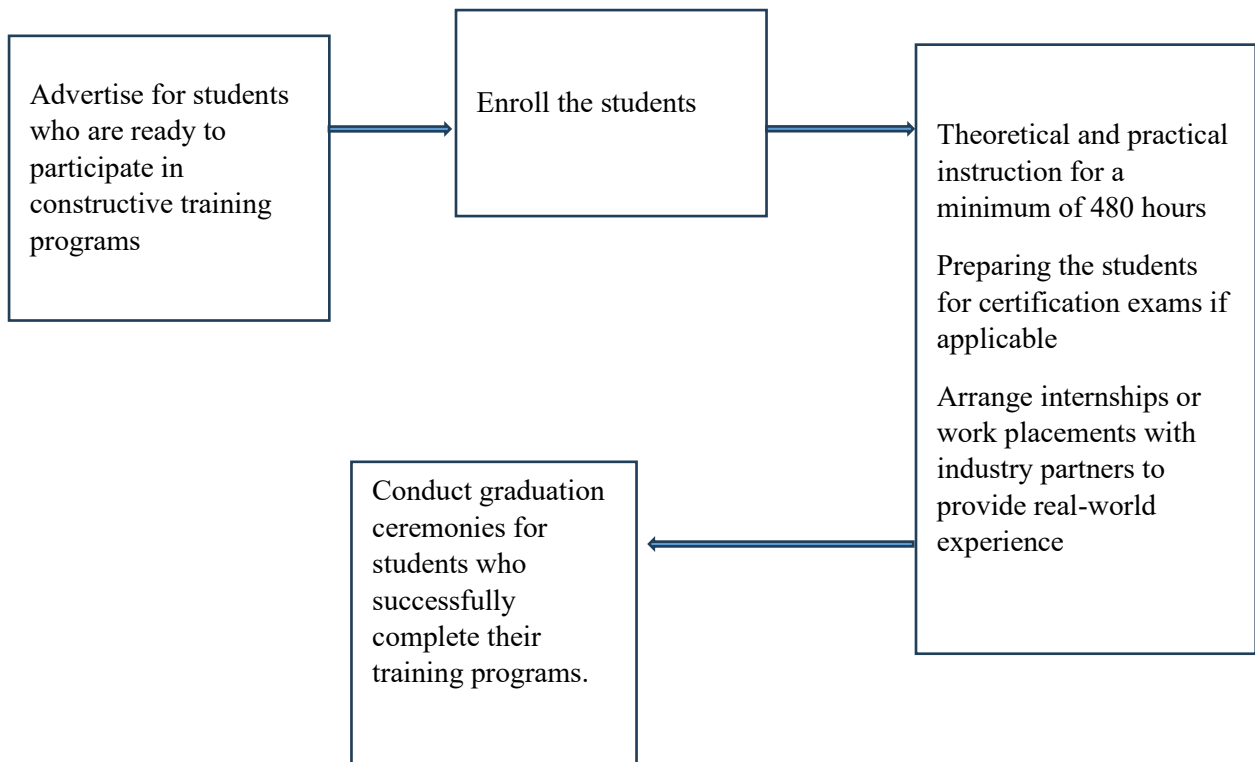 Advertise for students
who are ready to
participate in
constructive training
programs
Enroll the students
Theoretical and practical
instruction for a
minimum of 480 hours
Preparing the students
for certification exams if
applicable
Arrange internships or
work placements with
industry partners to
provide real-world
experience
Conduct graduation
ceremonies for
students who
successfully
complete their
training programs.